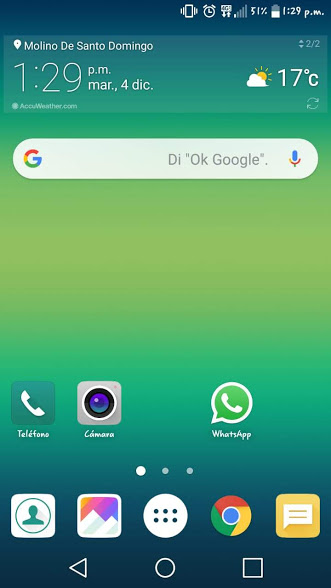 51% 1:29 p.m.
Molino De Santo Domingo
2/2
1:29 p.m.
mar., 4 dic.
17°c
AccuWeather.com
G Di "Ok Google".
Teléfono
Cámara
WhatsApp